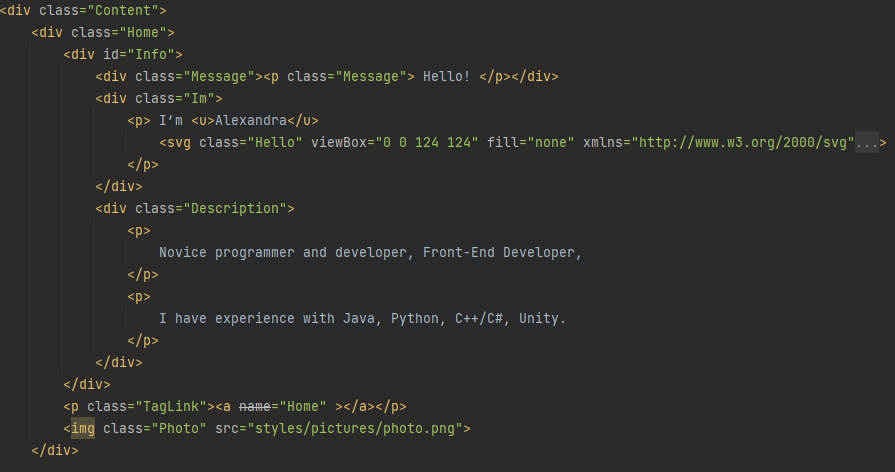 <div class="Content">
<div class="Home">
<div id="Info">
<div class="Message"><p class="Message"> Hello! </p></div>
<div class="Im">
<p> I’m <u>Alexandra</u>
<svg class="Hello" viewBox="0 0 124 124" fill="none" xmlns="http://www.w3.org/2000/svg"...>
</p>
</div>
<div class="Description">
<p>
Novice programmer and developer, Front-End Developer,
</p>
<p>
I have experience with Java, Python, C++/C#, Unity.
</p>
</div>
</div>
<p class="TagLink"><a name="Home" ></a></p>
<img class="Photo" src="styles/pictures/photo.png">
</div>